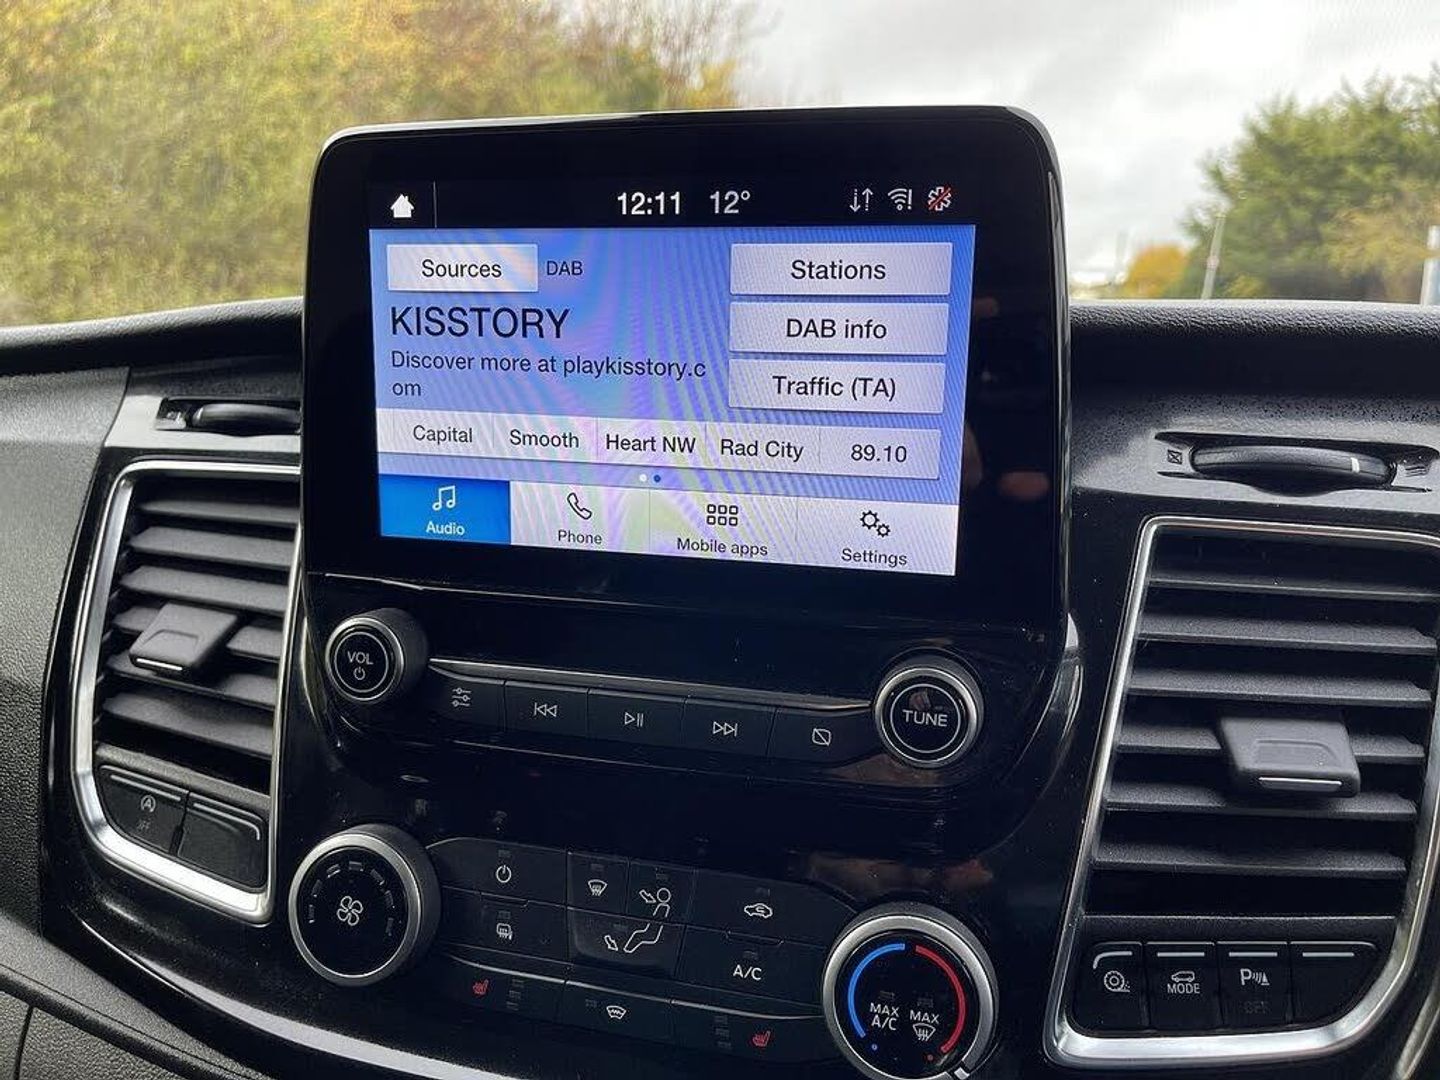 12:11 12°
Sources DAB Stations
KISSTORY DAB info
Discover more at playkisstory.c
om
Traffic (TA)
Capital Smooth Heart NW Rad City 89.10
Audio Phone Mobile apps Settings
VOL
TUNE
A
A/C
MAX
A/C
MAX
MODE
P
OFF